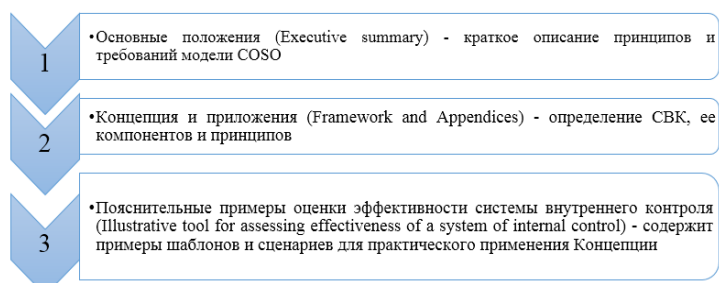 1
•Основные положения (Executive summary) - краткое описание принципов и
требований модели COSO
2
•Концепция и приложения (Framework and Appendices) - определение СВК, ее
компонентов и принципов
3
•Пояснительные примеры оценки эффективности системы внутреннего контроля
(Illustrative tool for assessing effectiveness of a system of internal control) - содержит
примеры шаблонов и сценариев для практического применения Концепции